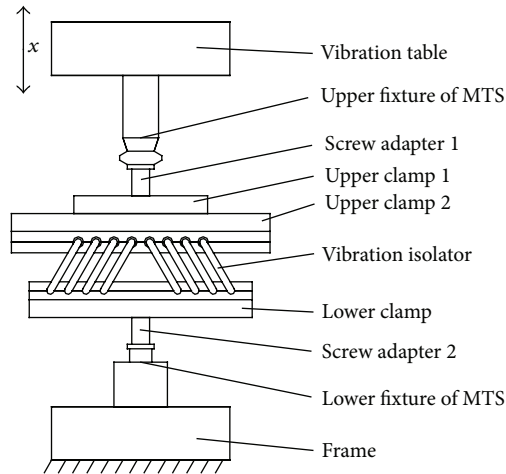 x
Vibration table
Upper fixture of MTS
Screw adapter 1
Upper clamp 1
Upper clamp 2
Vibration isolator
Lower clamp
Screw adapter 2
Lower fixture of MTS
Frame